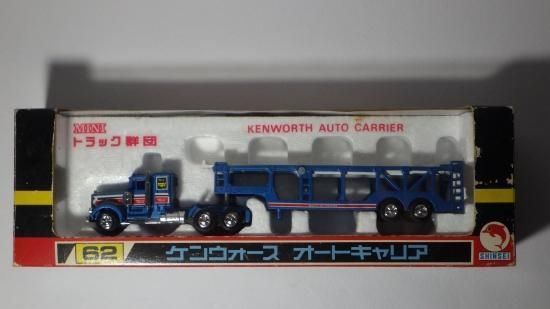 MINI
トラック群団
KENWORTH AUTO CARRIER
62
ケンウォース オートキャリア
SHINSEI